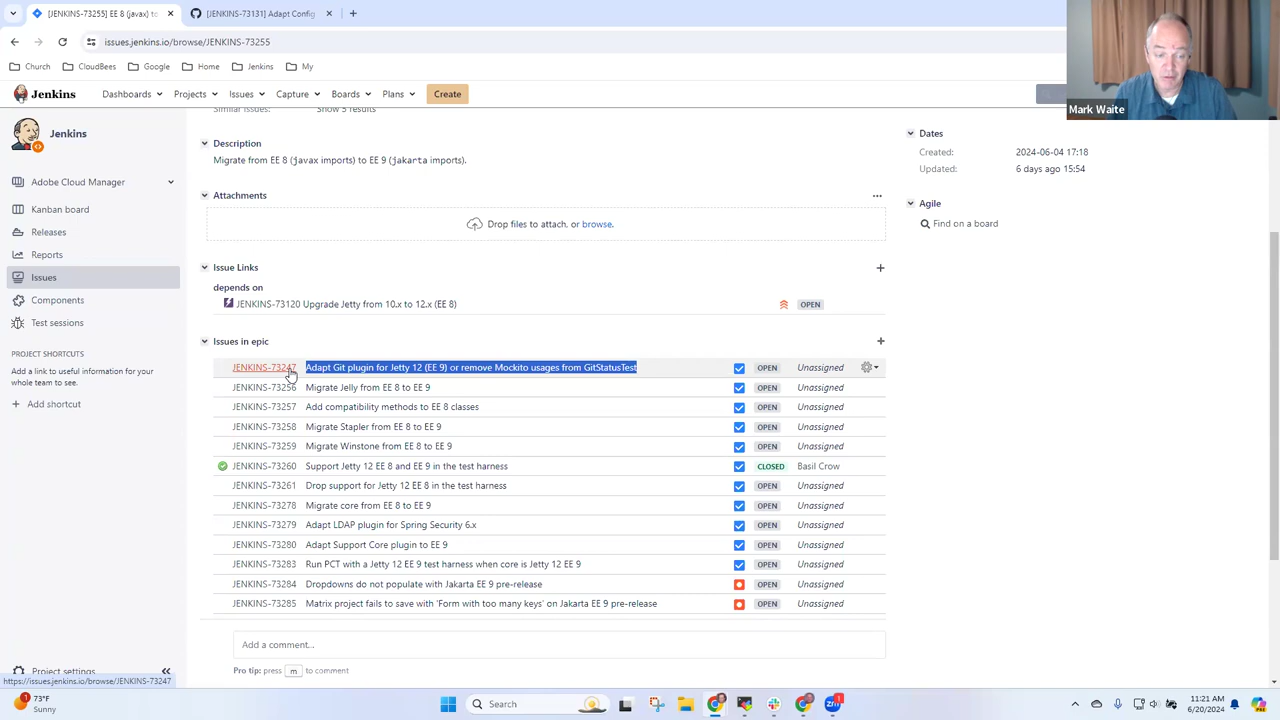 [JENKINS-73255] EE 8 (javax) to
[JENKINS-73131] Adapt Config
issues.jenkins.io/browse/JENKINS-73255
Church
CloudBees
Google
Home
Jenkins
My
Jenkins
Dashboards
Projects
Issues
Capture
Boards
Plans
Create
Mark Waite
Jenkins
Adobe Cloud Manager
Kanban board
Releases
Reports
Issues
Components
Test sessions
PROJECT SHORTCUTS
Add a link to useful information for your
whole team to see.
Add shortcut
Project settings
https://issues.jenkins.io/browse/JENKINS-73247
Similar Issues: Show 5 results
Description
Migrate from EE 8 (javax imports) to EE 9 (jakarta imports).
Attachments
Drop files to attach, or browse.
Issue Links
depends on
JENKINS-73120 Upgrade Jetty from 10.x to 12.x (EE 8) OPEN
Issues in epic
JENKINS-73247 Adapt Git plugin for Jetty 12 (EE 9) or remove Mockito usages from GitStatusTest OPEN Unassigned
JENKINS-73256 Migrate Jelly from EE 8 to EE 9 OPEN Unassigned
JENKINS-73257 Add compatibility methods to EE 8 classes OPEN Unassigned
JENKINS-73258 Migrate Stapler from EE 8 to EE 9 OPEN Unassigned
JENKINS-73259 Migrate Winstone from EE 8 to EE 9 OPEN Unassigned
JENKINS-73260 Support Jetty 12 EE 8 and EE 9 in the test harness CLOSED Basil Crow
JENKINS-73261 Drop support for Jetty 12 EE 8 in the test harness OPEN Unassigned
JENKINS-73278 Migrate core from EE 8 to EE 9 OPEN Unassigned
JENKINS-73279 Adapt LDAP plugin for Spring Security 6.x OPEN Unassigned
JENKINS-73280 Adapt Support Core plugin to EE 9 OPEN Unassigned
JENKINS-73283 Run PCT with a Jetty 12 EE 9 test harness when core is Jetty 12 EE 9 OPEN Unassigned
JENKINS-73284 Dropdowns do not populate with Jakarta EE 9 pre-release OPEN Unassigned
JENKINS-73285 Matrix project fails to save with 'Form with too many keys' on Jakarta EE 9 pre-release OPEN Unassigned
Add a comment...
Pro tip: press m to comment
Dates
Created: 2024-06-04 17:18
Updated: 6 days ago 15:54
Agile
Find on a board
73°F
Sunny
Search
11:21 AM
6/20/2024